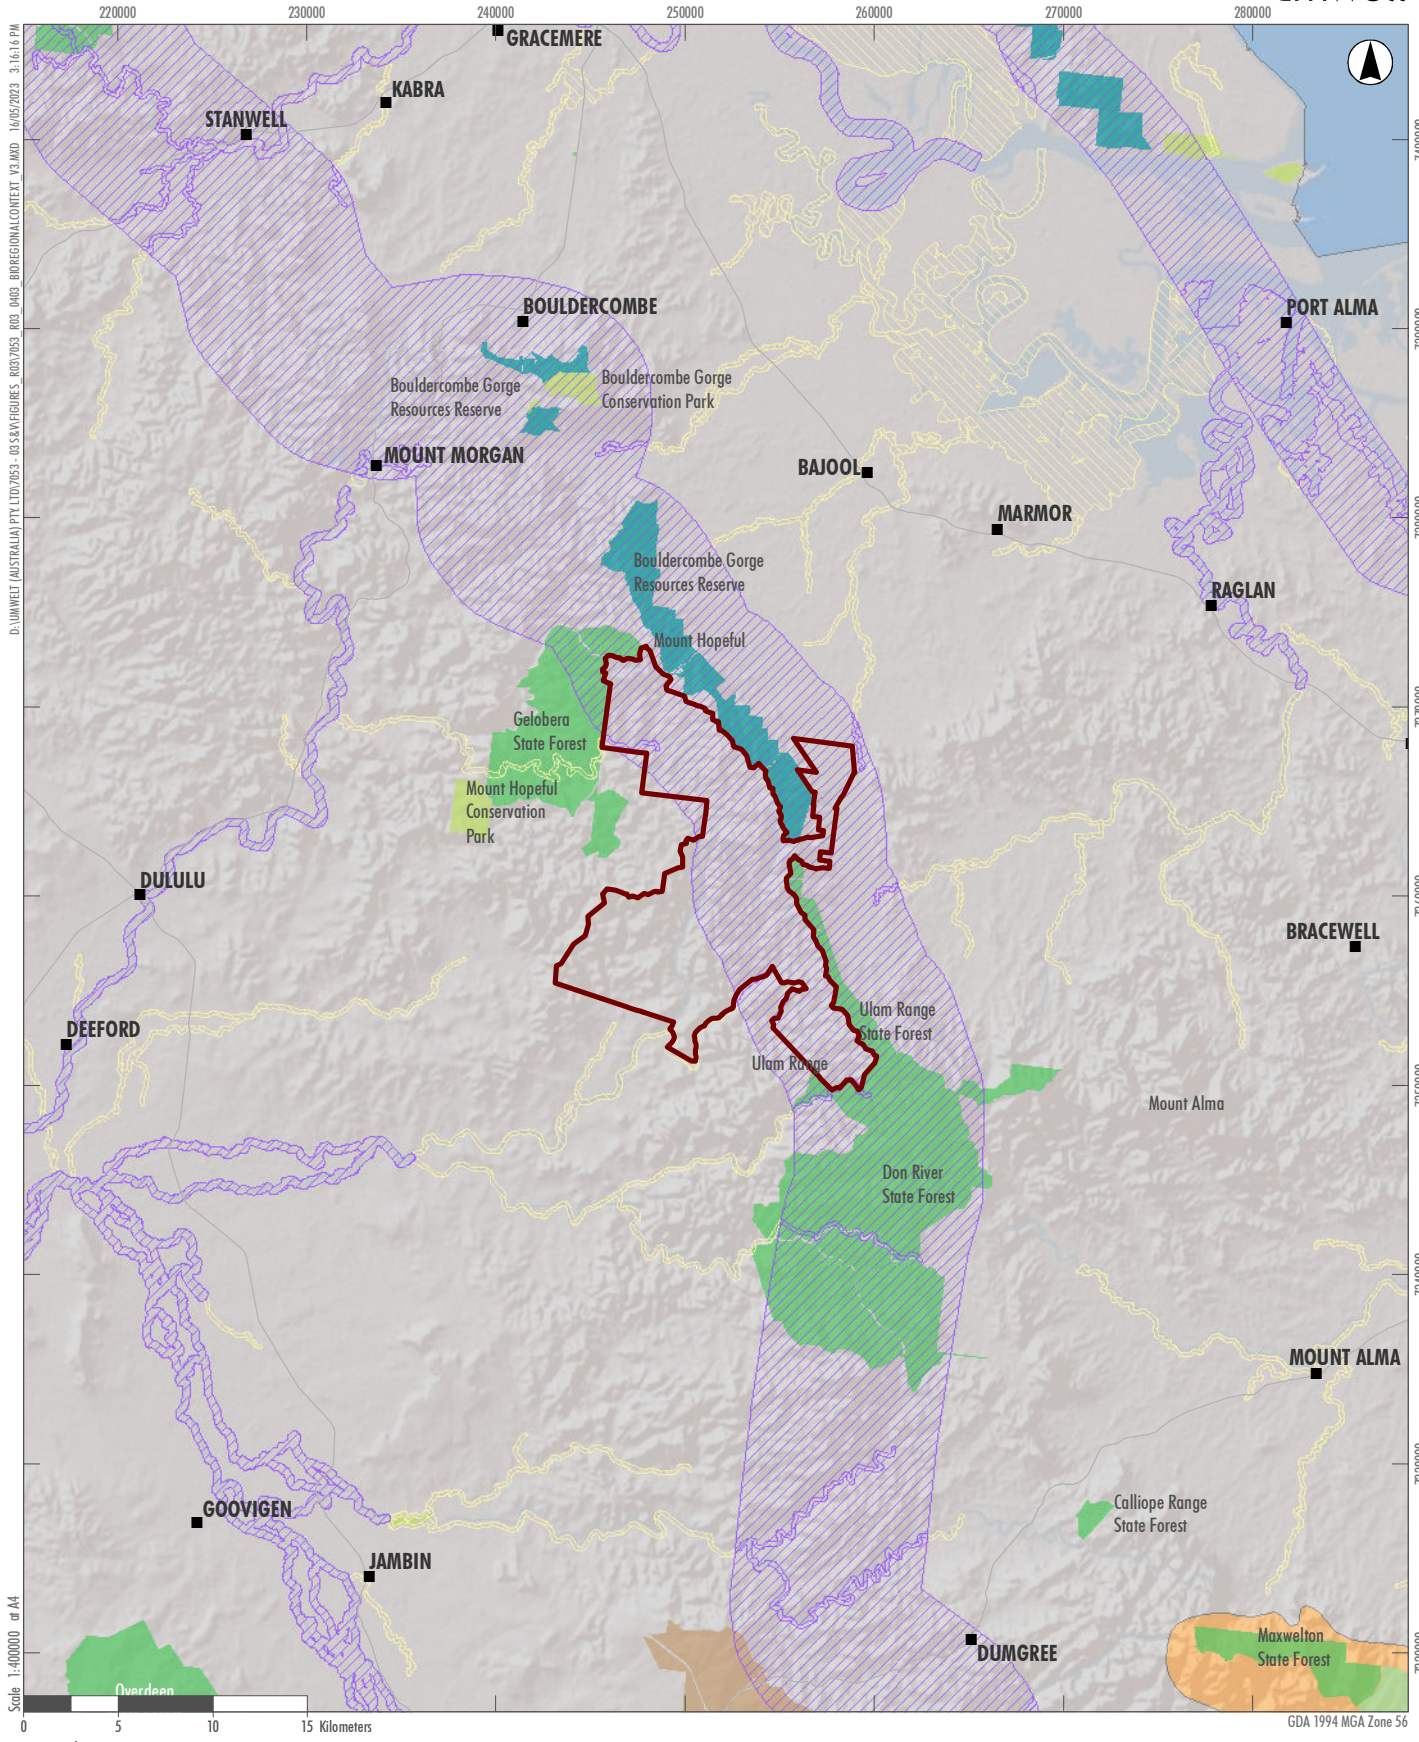 220000
230000
240000
250000
260000
270000
280000
GRACEMERE
KABRA
STANWELL
BOULDERCOMBE
PORT ALMA
Bouldercombe Gorge
Resources Reserve
Bouldercombe Gorge
Conservation Park
MOUNT MORGAN
BAJOOL
MARMOR
Bouldercombe Gorge
Resources Reserve
RAGLAN
Mount Hopeful
Gelobera
State Forest
Mount Hopeful
Conservation
Park
DULULU
BRACEWELL
Ulam Range
State Forest
DEEFORD
Ulam Range
Mount Alma
Don River
State Forest
MOUNT ALMA
Calliope Range
State Forest
GOOVIGEN
JAMBIN
Maxwelton
State Forest
DUMGREE
Overdeen
Scale 1:400000 at A4
0 5 10 15 Kilometers
GDA 1994 MGA Zone 56